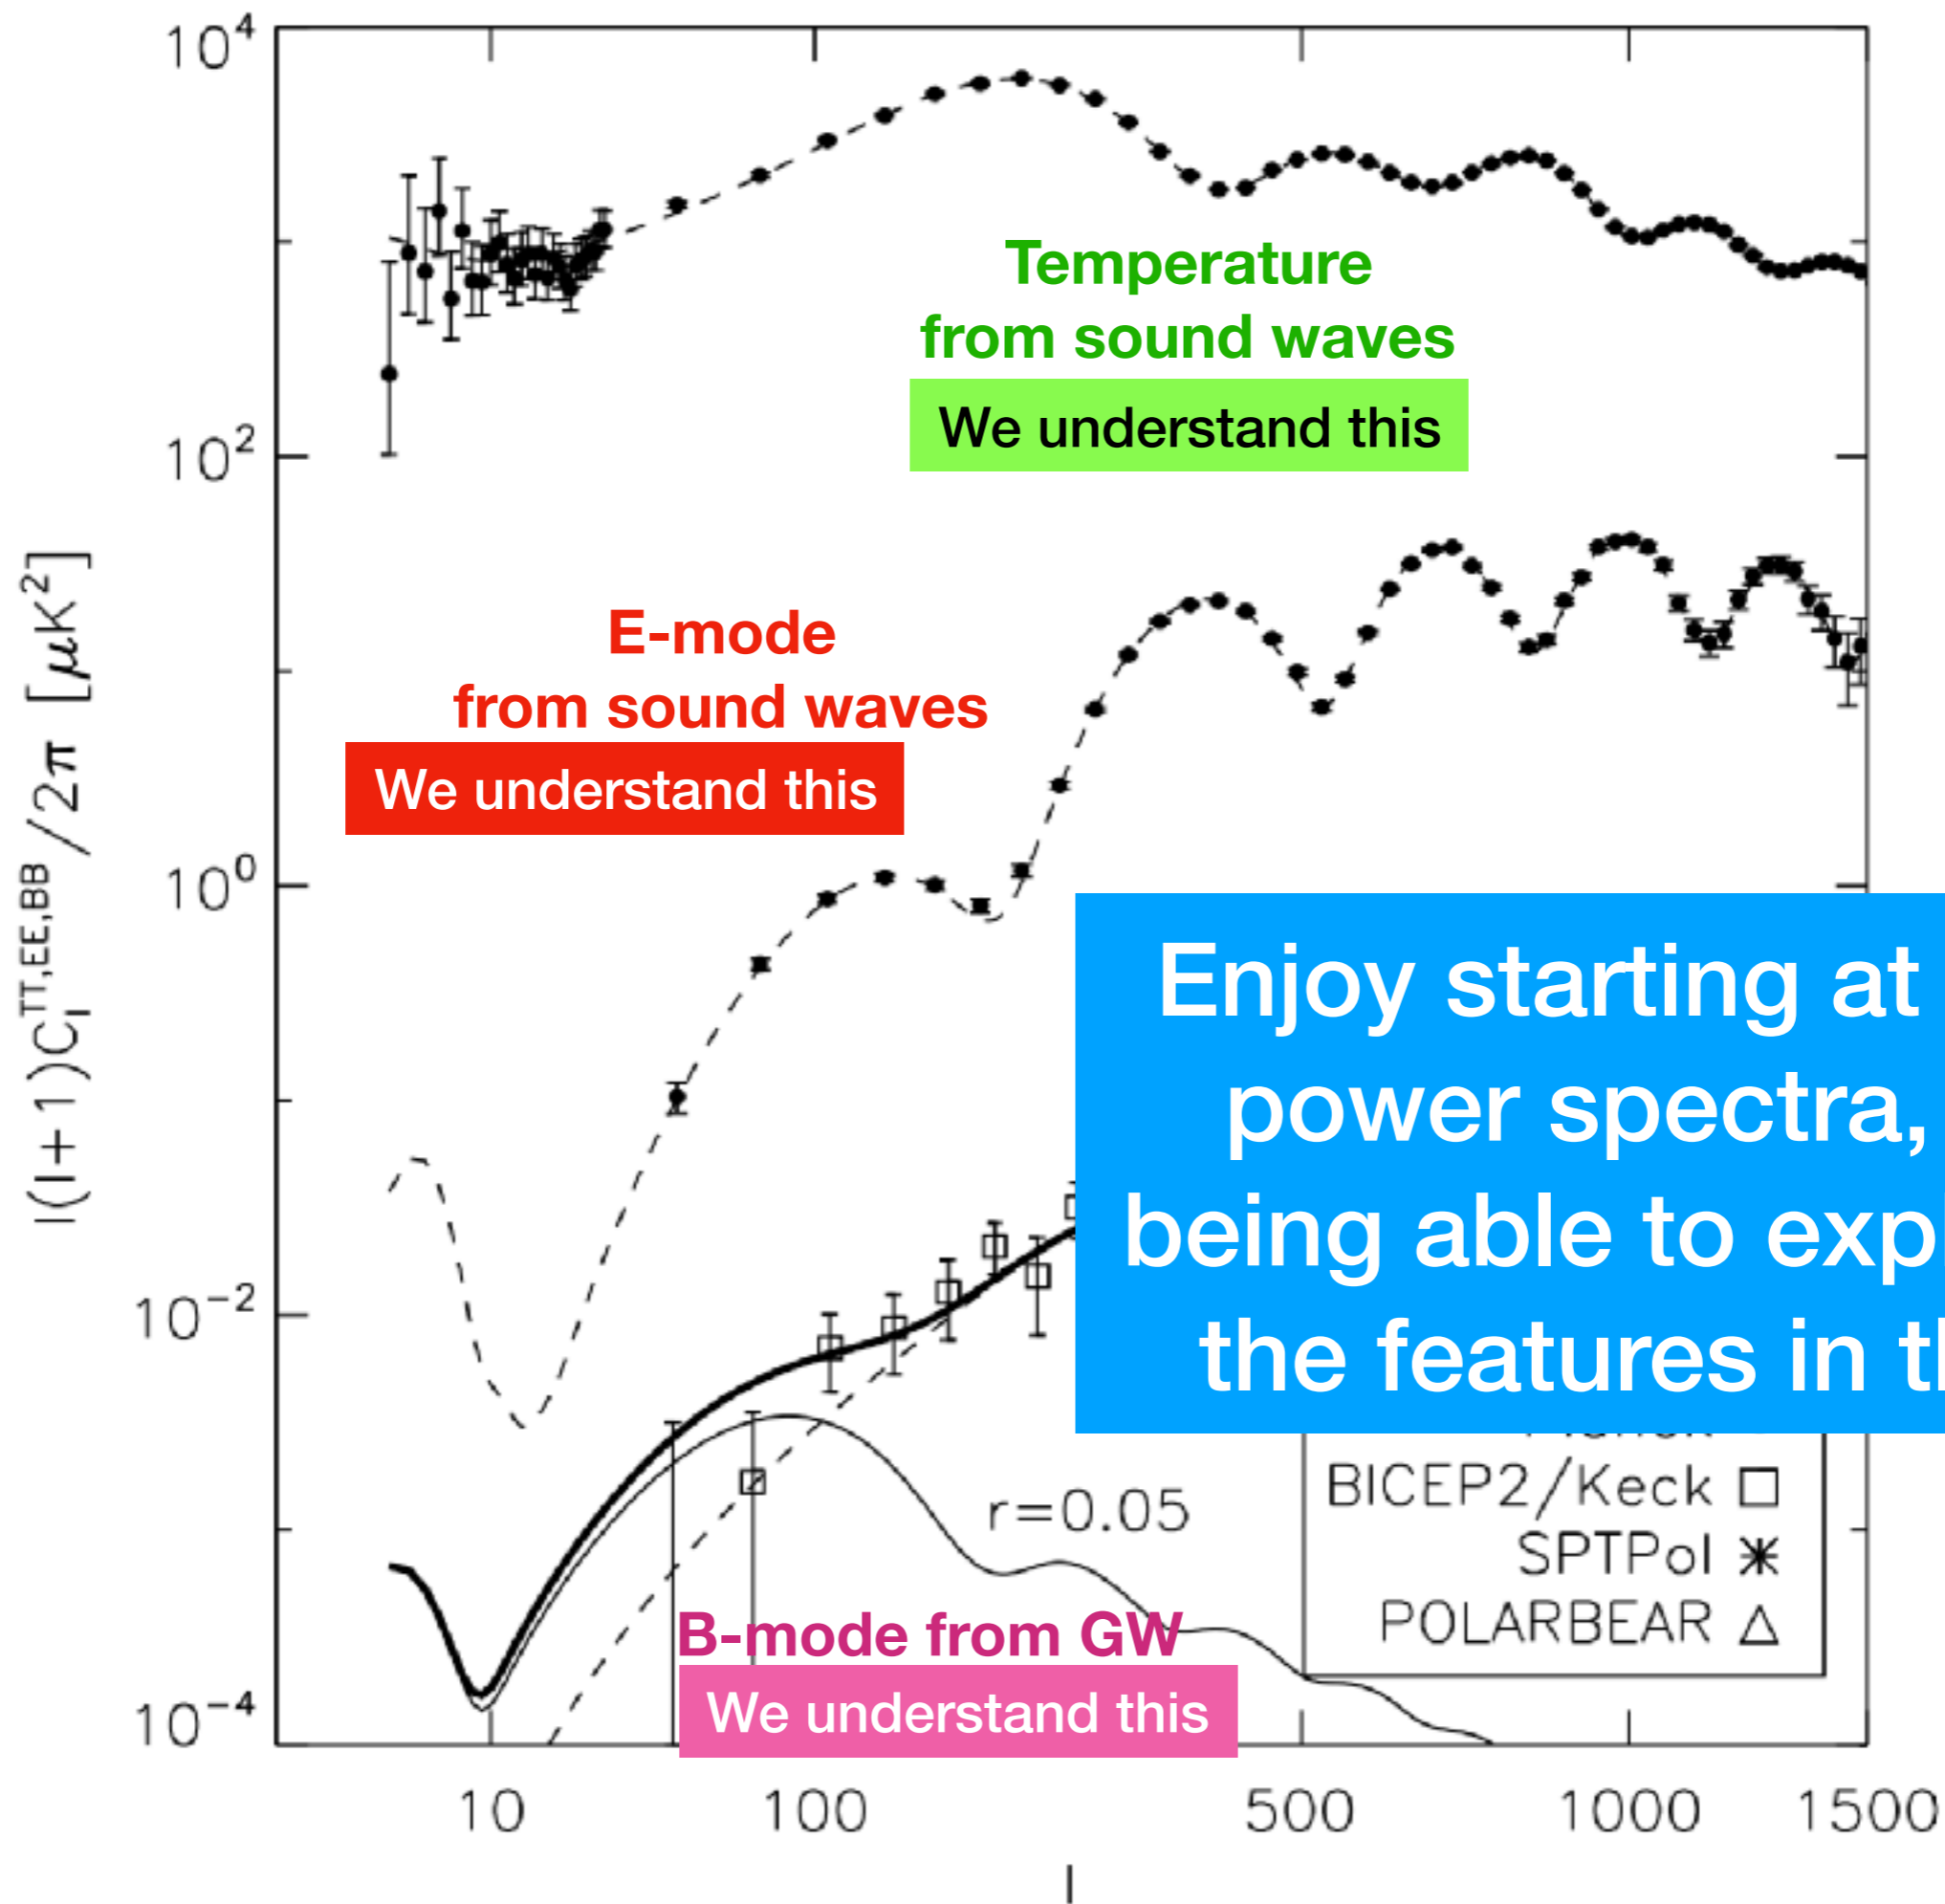 10⁴
10²
10⁰
10⁻²
10⁻⁴
l(l+1)C_l^{TT,EE,BB}/2π [μK²]
Temperature
from sound waves
We understand this
E-mode
from sound waves
We understand this
Enjoy starting at
power spectra,
being able to exp
the features in th
BICEP2/Keck
SPTPol
POLARBEAR
r=0.05
B-mode from GW
We understand this
10 100 500 1000 1500
l